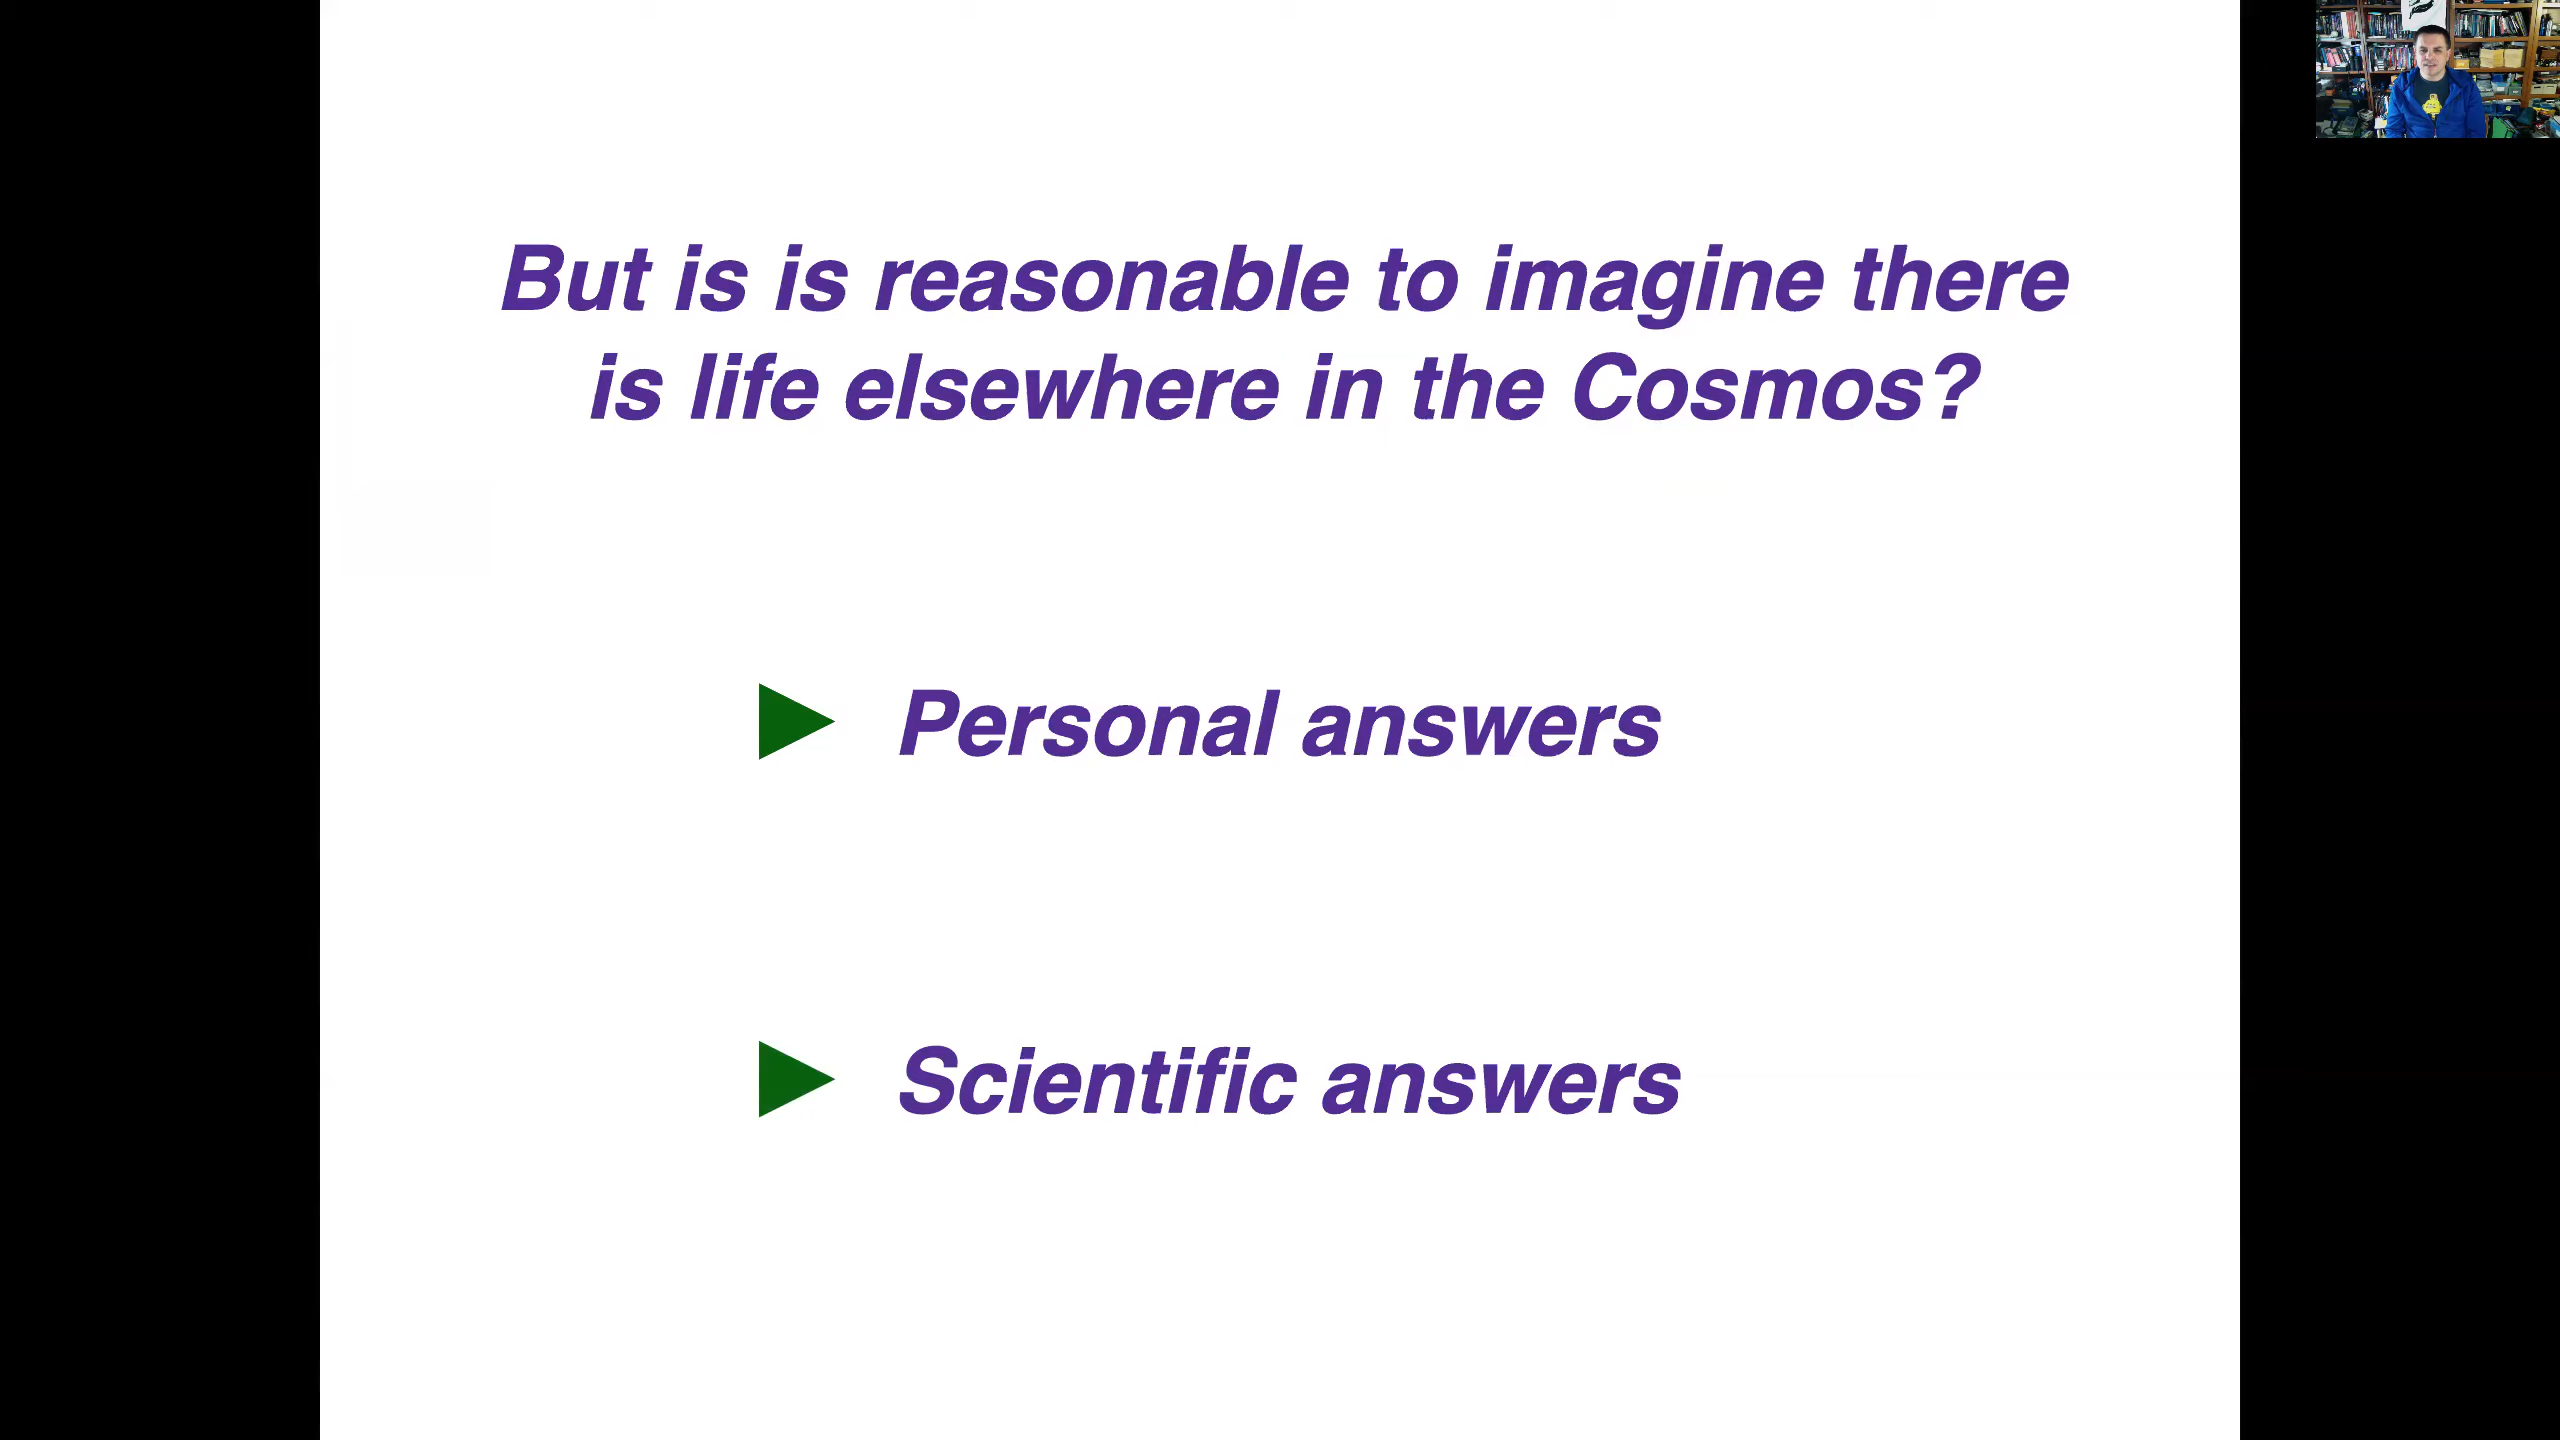 But is is reasonable to imagine there
is life elsewhere in the Cosmos?
Personal answers
Scientific answers